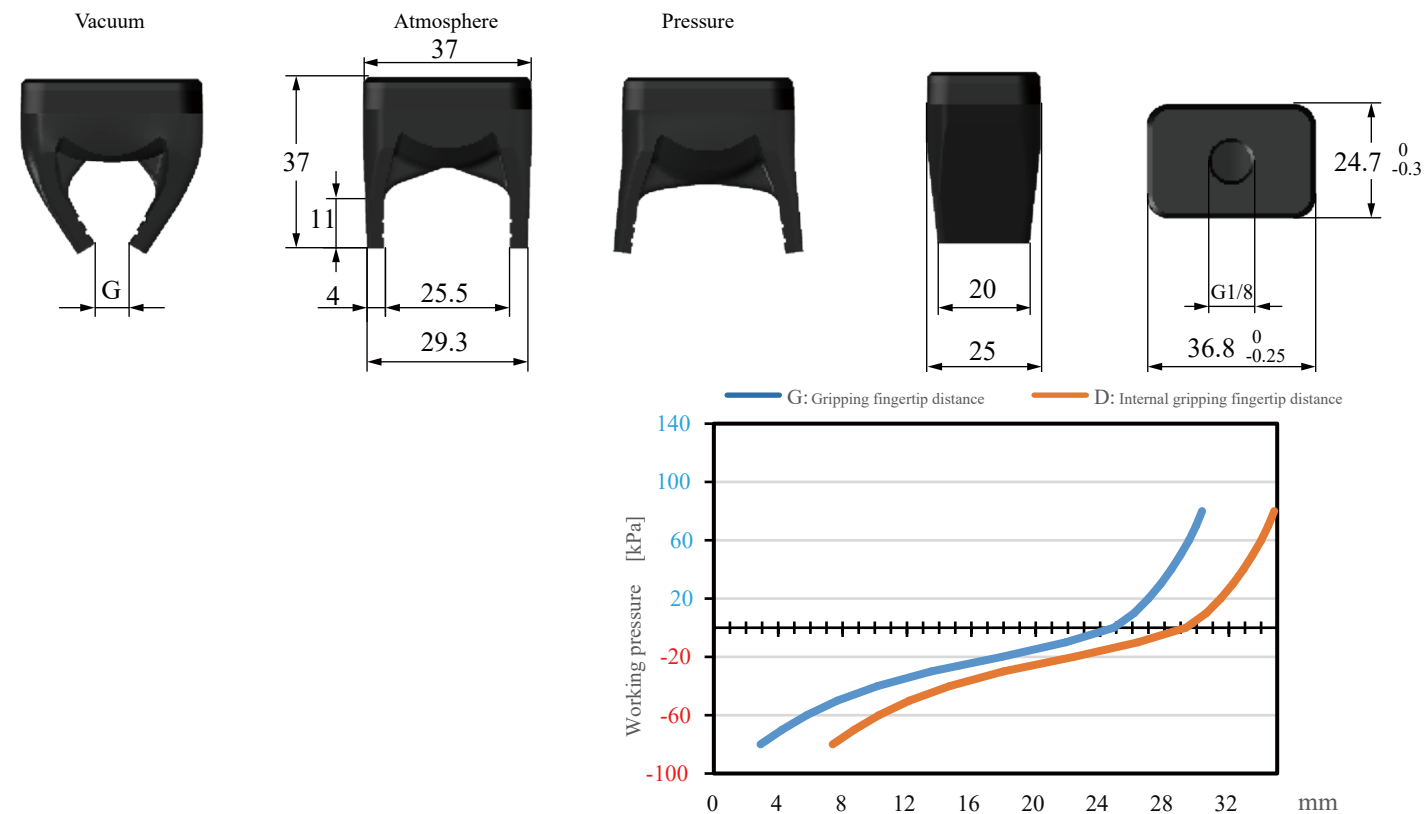 Vacuum
Atmosphere
Pressure
37
37
11
4
25.5
29.3
G
20
25
24.7 0 -0.3
G1/8
36.8 0 -0.25
G: Gripping fingertip distance
D: Internal gripping fingertip distance
140
100
60
20
-20
-60
-100
Working pressure [kPa]
0 4 8 12 16 20 24 28 32 mm